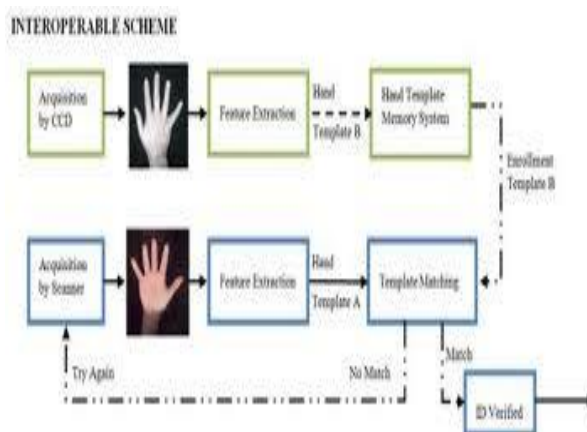 INTEROPERABLE SCHEME
Acquisition
by CCD
Feature Extraction
Hand
Template B
Hand Template
Memory System
Enrollment
Template B
Acquisition
by Scanner
Feature Extraction
Hand
Template A
Template Matching
Try Again
No Match
Match
ID Verified